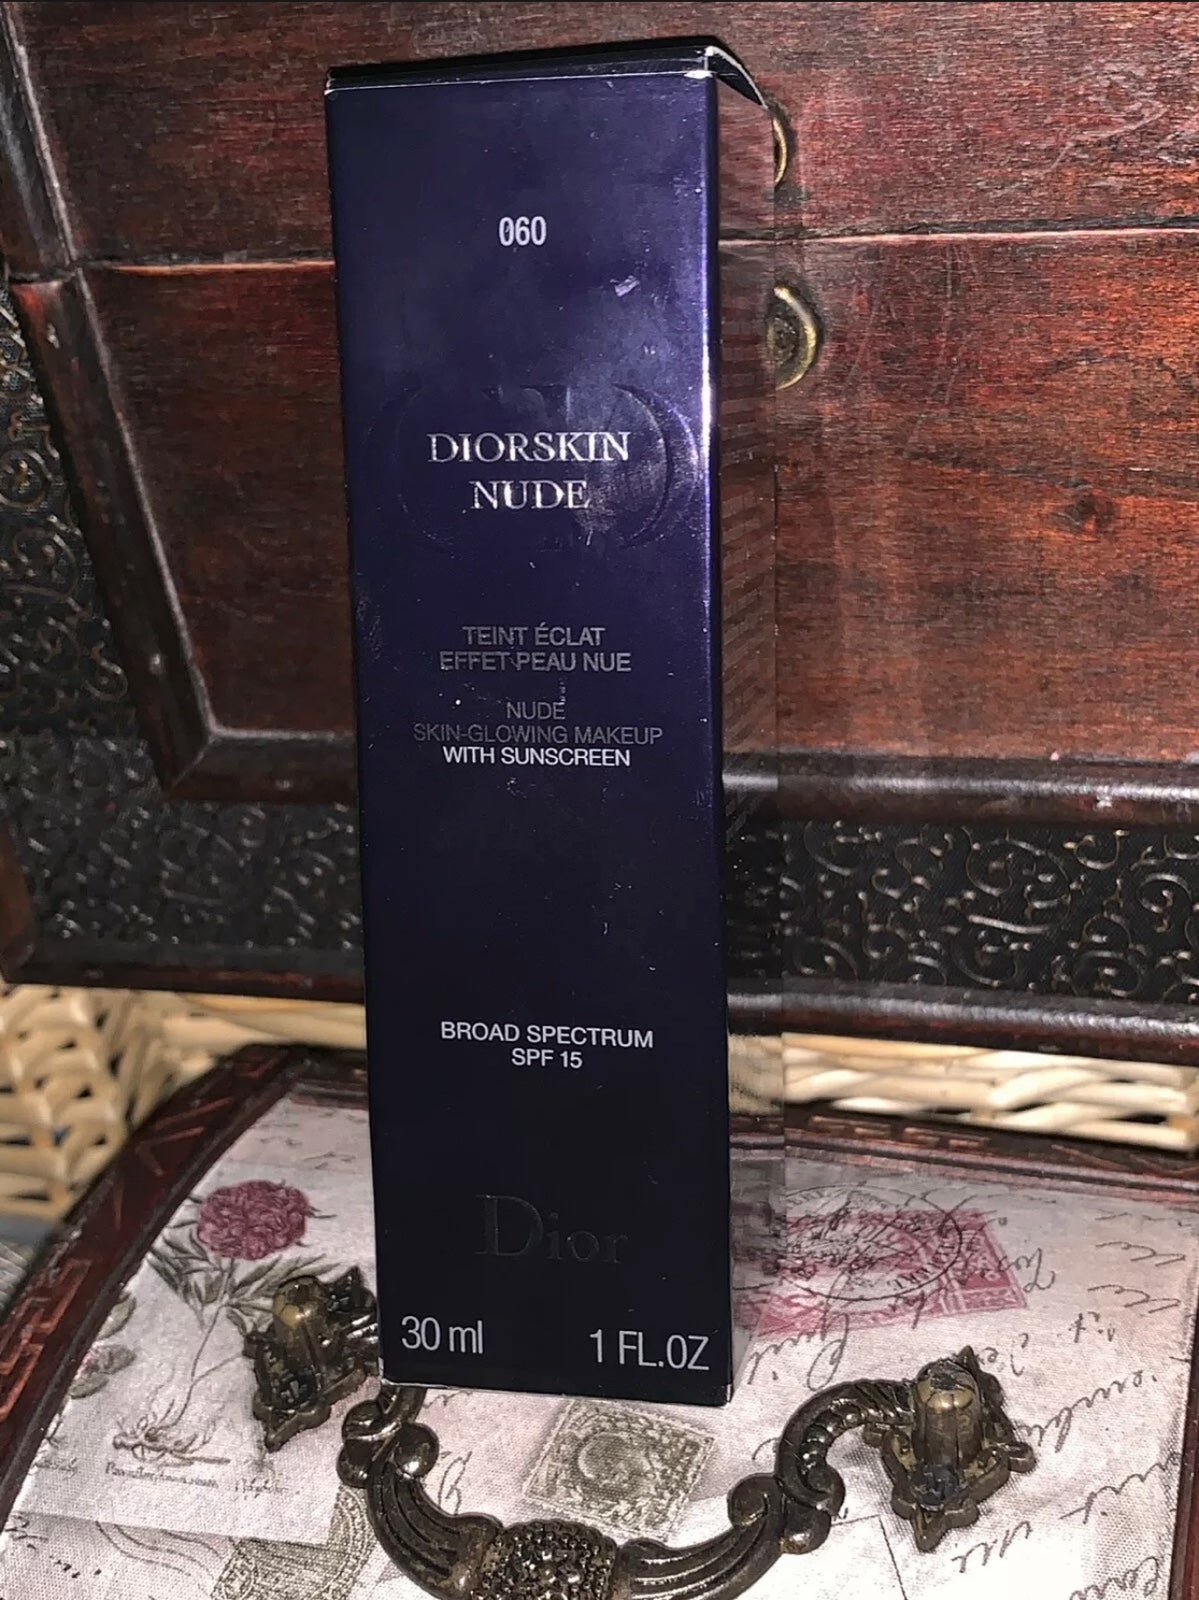 060
DIORSKIN
NUDE
TEINT ÉCLAT
EFFET PEAU NUE
NUDE
SKIN-GLOWING MAKEUP
WITH SUNSCREEN
BROAD SPECTRUM
SPF 15
Dior
30 ml 1 FL.OZ